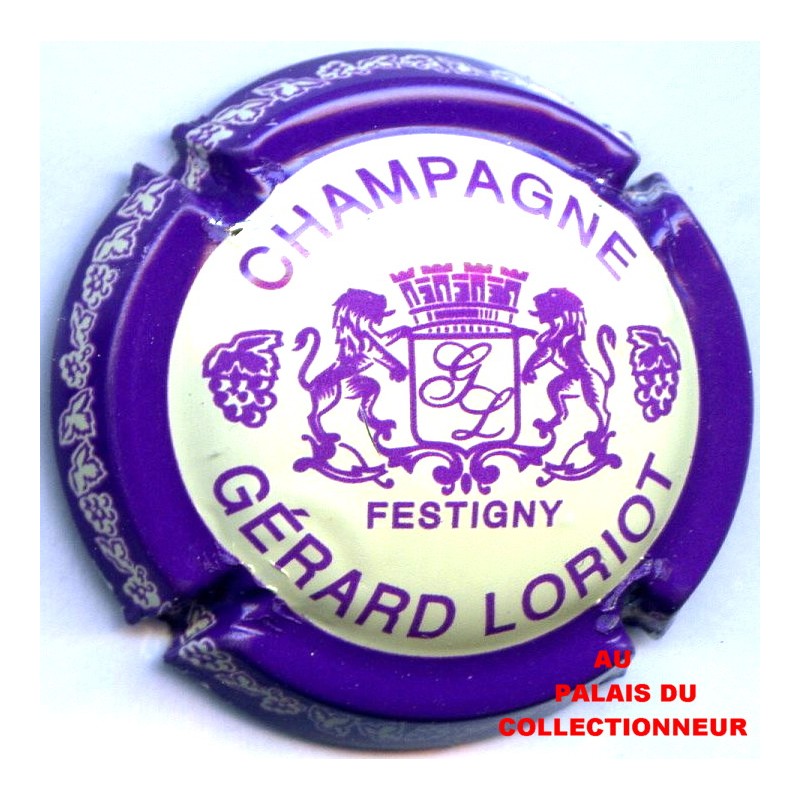 CHAMPAGNE
GL
FESTIGNY
GÉRARD LORIOT
AU
PALAIS DU
COLLECTIONNEUR